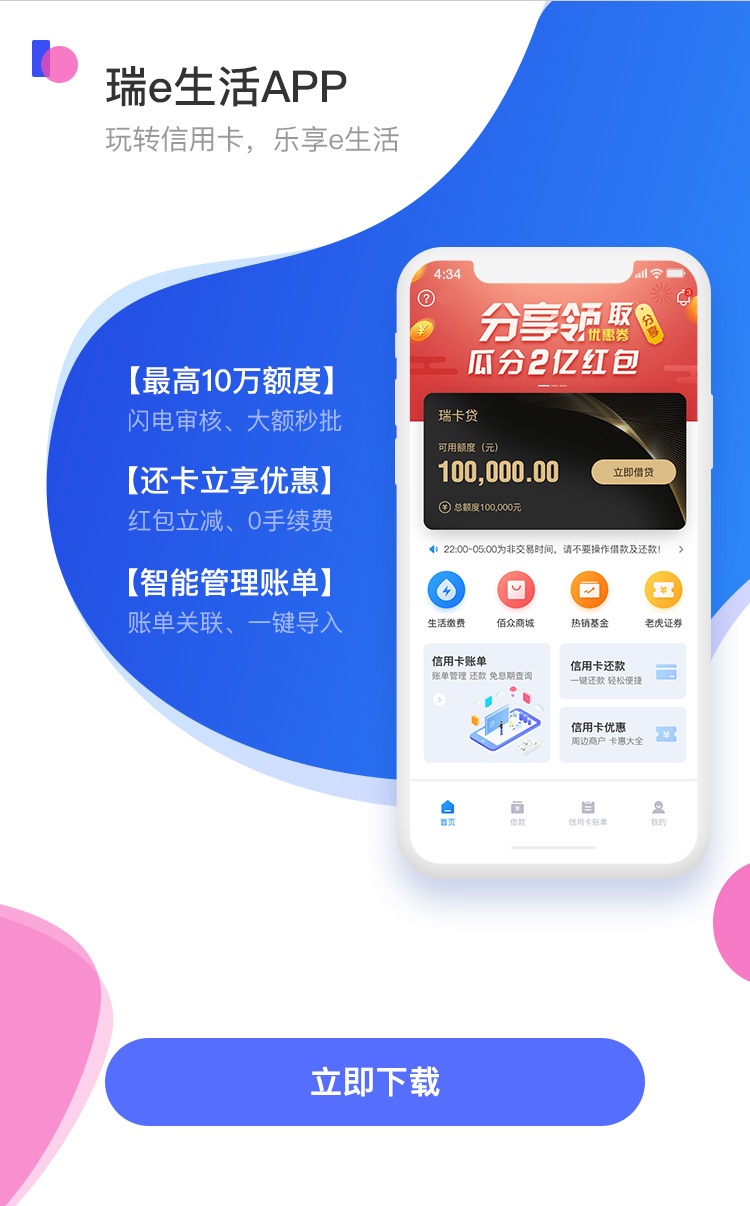 瑞e生活APP
玩转信用卡，乐享e生活
【最高10万额度】
闪电审核、大额秒批
【还卡立享优惠】
红包立减、0手续费
【智能管理账单】
账单关联、一键导入
4:34
?
3
分享领取
优惠券
分享
瓜分2亿红包
瑞卡贷
可用额度（元）
100,000.00
立即借贷
总额度100,000元
22:00-05:00为非交易时间，请不要操作借款及还款！
生活缴费
佰众商城
热销基金
老虎证券
信用卡账单
账单管理 还款 免息期查询
信用卡还款
一键还款 轻松便捷
信用卡优惠
周边商户 卡惠大全
首页
借款
信用卡账单
我的
立即下载